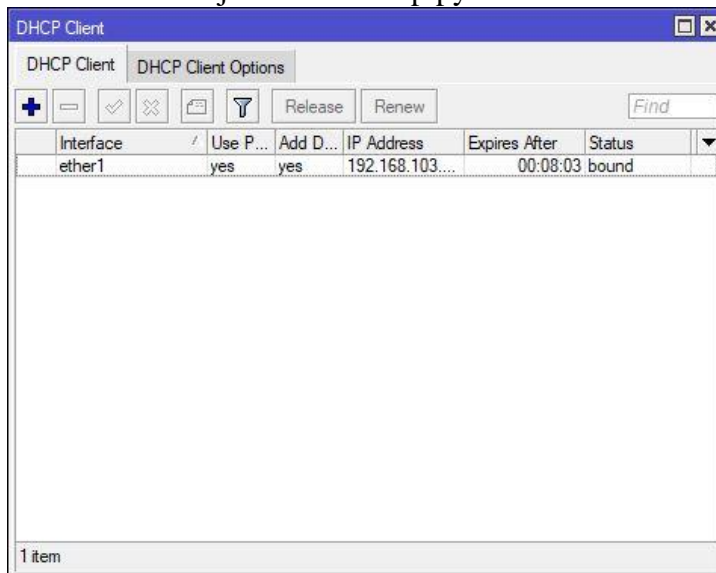 DHCP Client
DHCP Client DHCP Client Options
Release Renew Find
Interface Use P... Add D... IP Address Expires After Status
ether1 yes yes 192.168.103.... 00:08:03 bound
1 item